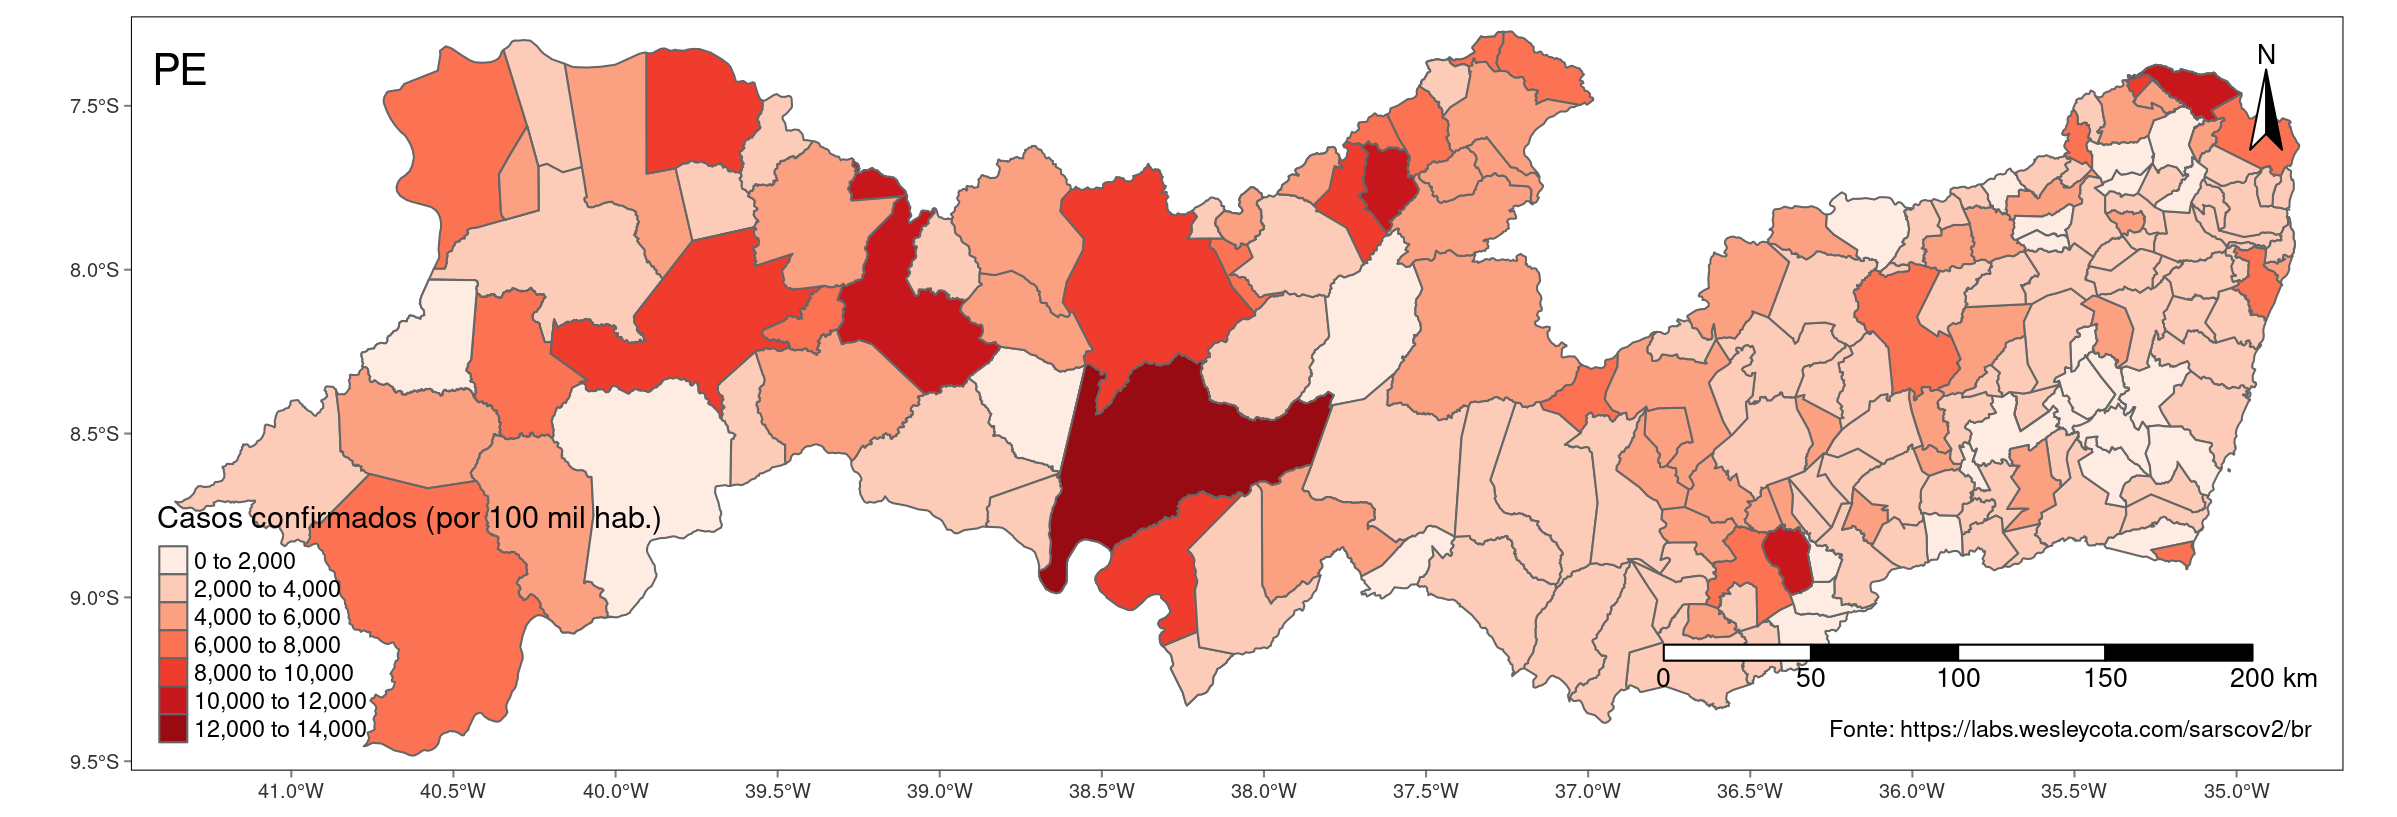 PE
N
7.5°S
8.0°S
8.5°S
9.0°S
9.5°S
Casos confirmados (por 100 mil hab.)
0 to 2,000
2,000 to 4,000
4,000 to 6,000
6,000 to 8,000
8,000 to 10,000
10,000 to 12,000
12,000 to 14,000
0 50 100 150 200 km
Fonte: https://labs.wesleycota.com/sarscov2/br
41.0°W 40.5°W 40.0°W 39.5°W 39.0°W 38.5°W 38.0°W 37.5°W 37.0°W 36.5°W 36.0°W 35.5°W 35.0°W